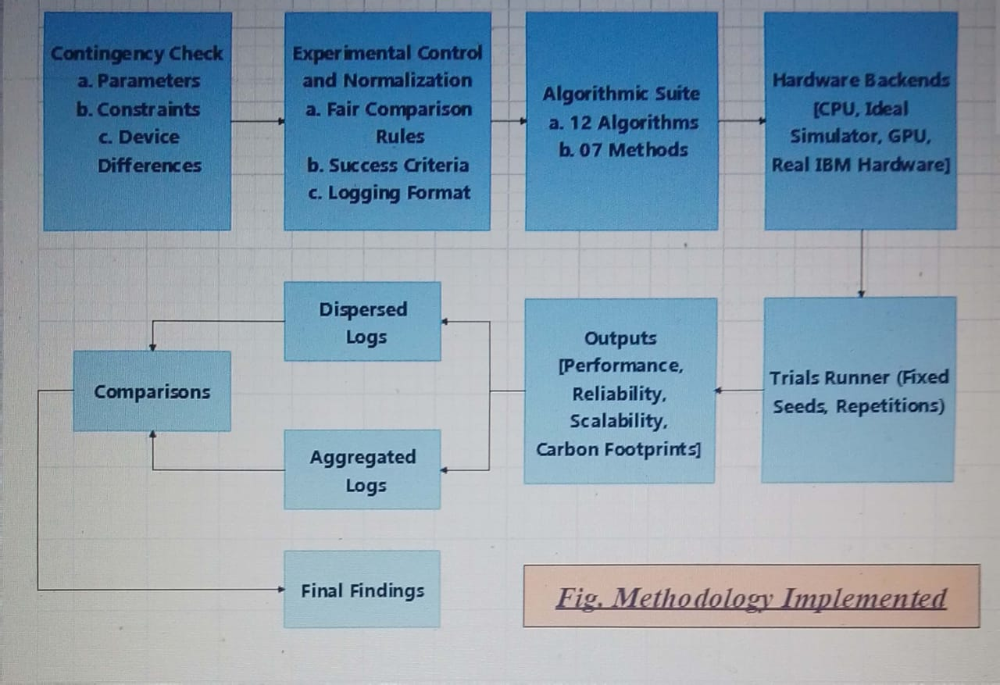 Contingency Check
a. Parameters
b. Constraints
c. Device
Differences
Experimental Control
and Normalization
a. Fair Comparison
Rules
b. Success Criteria
c. Logging Format
Algorithmic Suite
a. 12 Algorithms
b. 07 Methods
Hardware Backends
[CPU, Ideal
Simulator, GPU,
Real IBM Hardware]
Trials Runner (Fixed
Seeds, Repetitions)
Outputs
[Performance,
Reliability,
Scalability,
Carbon Footprints]
Dispersed
Logs
Aggregated
Logs
Comparisons
Final Findings
Fig. Methodology Implemented